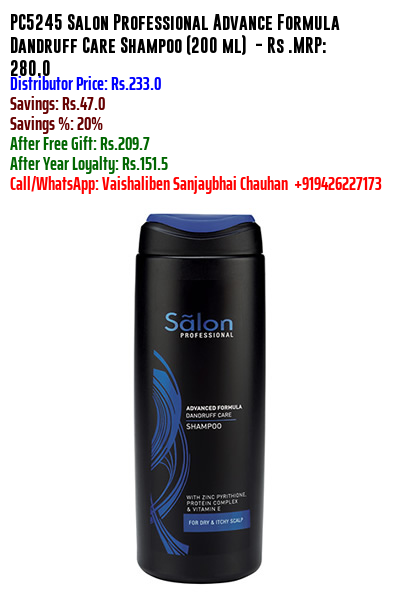 PC5245 Salon Professional Advance Formula
Dandruff Care Shampoo (200 ml) - Rs .MRP:
280.0
Distributor Price: Rs.233.0
Savings: Rs.47.0
Savings %: 20%
After Free Gift: Rs.209.7
After Year Loyalty: Rs.151.5
Call/WhatsApp: Vaishaliben Sanjaybhai Chauhan +919426227173
Sãlon
PROFESSIONAL
ADVANCED FORMULA
DANDRUFF CARE
SHAMPOO
WITH ZINC PYRITHIONE,
PROTEIN COMPLEX
& VITAMIN E
FOR DRY & ITCHY SCALP